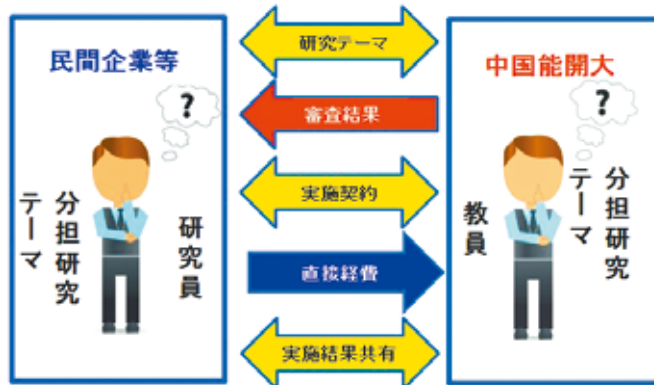 民間企業等
?
分担研究
テーマ
研究員
研究テーマ
審査結果
実施契約
直接経費
実施結果共有
中国能開大
?
分担研究
テーマ
教員